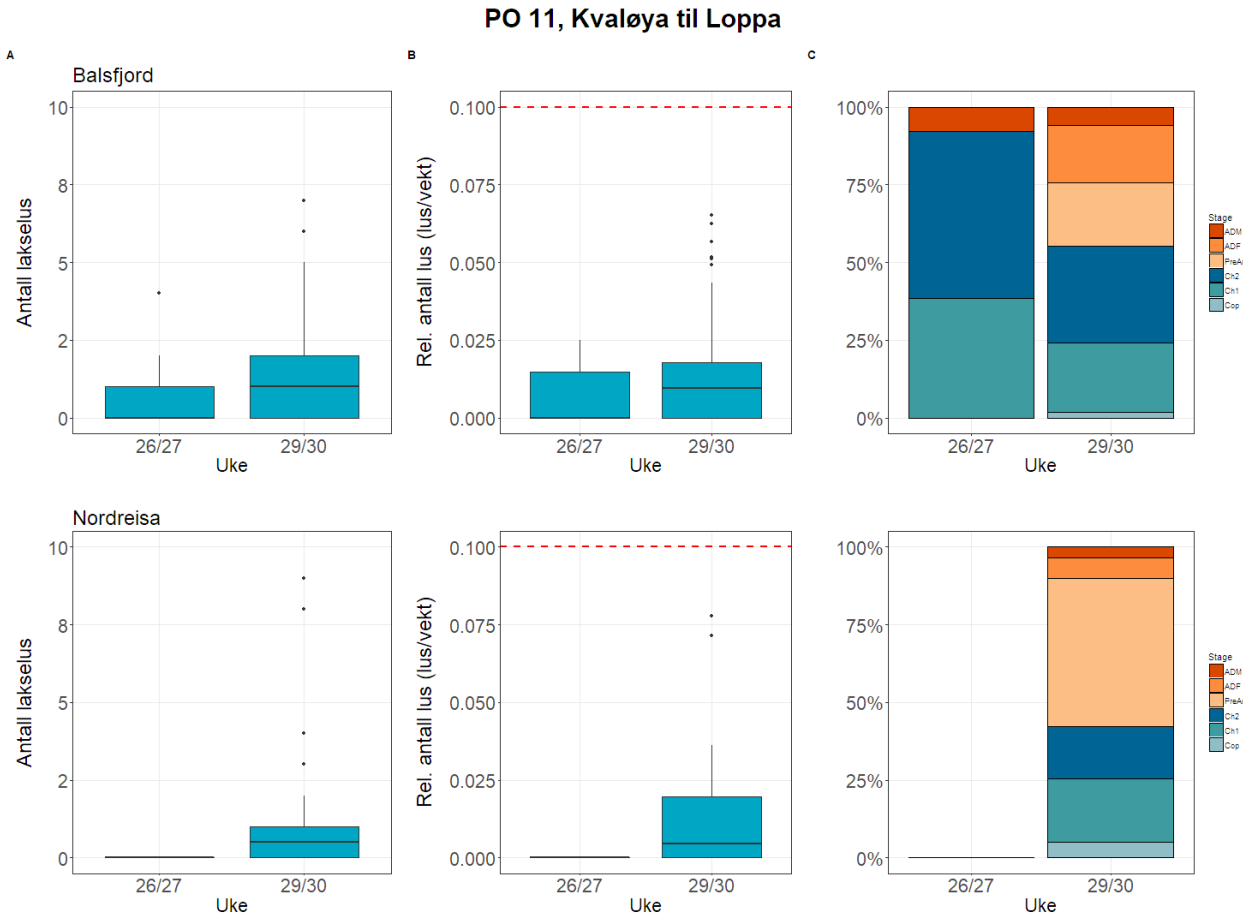 PO 11, Kvaløya til Loppa
A
B
C
Balsfjord
Antall lakselus
10
8
5
2
0
26/27
29/30
Uke
Rel. antall lus (lus/vekt)
0.100
0.075
0.050
0.025
0.000
26/27
29/30
Uke
100%
75%
50%
25%
0%
26/27
29/30
Uke
Stage
ADM
ADF
PreA
Ch2
Ch1
Cop
Nordreisa
Antall lakselus
10
8
5
2
0
26/27
29/30
Uke
Rel. antall lus (lus/vekt)
0.100
0.075
0.050
0.025
0.000
26/27
29/30
Uke
100%
75%
50%
25%
0%
26/27
29/30
Uke
Stage
ADM
ADF
PreA
Ch2
Ch1
Cop